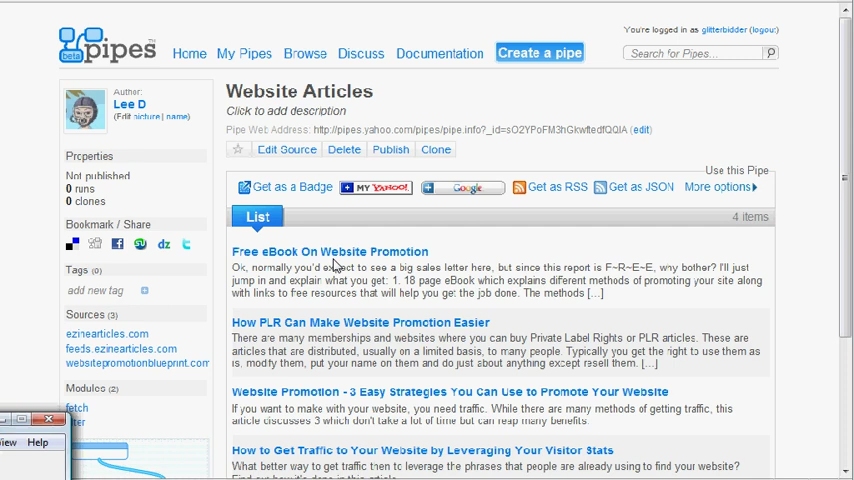 beta pipes™
Home My Pipes Browse Discuss Documentation Create a pipe
You're logged in as glitterbidder (logout)
Search for Pipes…
Author:
Lee D
(Edit picture | name)
Properties
Not published
0 runs
0 clones
Bookmark / Share
Tags (0)
add new tag
Sources (3)
ezinearticles.com
feeds.ezinearticles.com
websitepromotionblueprint.com
Modules (2)
fetch
View Help
Website Articles
Click to add description
Pipe Web Address: http://pipes.yahoo.com/pipes/pipe.info?_id=sO2YPoFM3hGkwftedfQQIA (edit)
Edit Source Delete Publish Clone
Use this Pipe
Get as a Badge MY YAHOO! Google Get as RSS Get as JSON More options
List 4 items
Free eBook On Website Promotion
Ok, normally you'd expect to see a big sales letter here, but since this report is F~R~E~E, why bother? I'll just
jump in and explain what you get: 1. 18 page eBook which explains different methods of promoting your site along
with links to free resources that will help you get the job done. The methods [...]
How PLR Can Make Website Promotion Easier
There are many memberships and websites where you can buy Private Label Rights or PLR articles. These are
articles that are distributed, usually on a limited basis, to many people. Typically you get the right to use them as
is, modify them, put your name on them and do just about anything except resell them. [...]
Website Promotion - 3 Easy Strategies You Can Use to Promote Your Website
If you want to make with your website, you need traffic. While there are many methods of getting traffic, this
article discusses 3 which don't take a lot of time but can reap many benefits.
How to Get Traffic to Your Website by Leveraging Your Visitor Stats
What better way to get traffic then to leverage the phrases that people are already using to find your website?
Find out how it's done in this article.